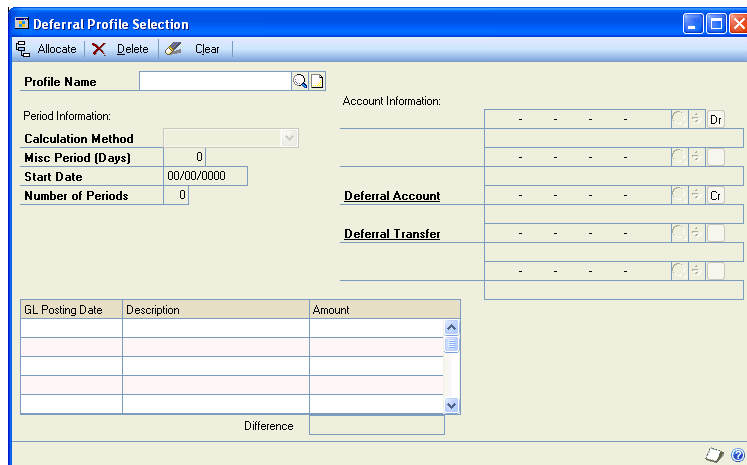 Deferral Profile Selection
Allocate Delete Clear
Profile Name
Account Information:
Period Information:
- - - - Dr
Calculation Method
Misc Period (Days) 0 - - - -
Start Date 00/00/0000
Number of Periods 0 Deferral Account - - - - Cr
Deferral Transfer - - - -
- - - -
GL Posting Date Description Amount
Difference